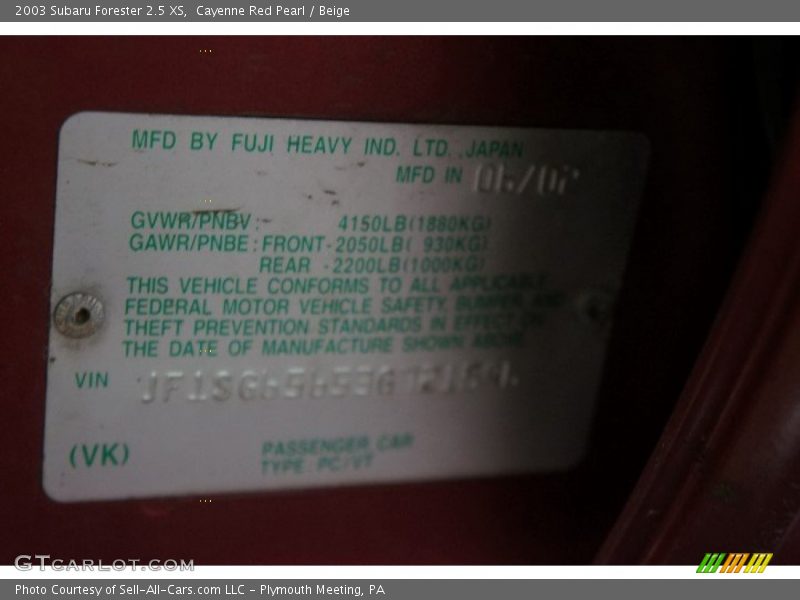 2003 Subaru Forester 2.5 XS,  Cayenne Red Pearl / Beige
MFD BY FUJI HEAVY IND. LTD. JAPAN
MFD IN 06/02
GVWR/PNBV: 4150LB(1880KG)
GAWR/PNBE: FRONT-2050LB( 930KG)
REAR -2200LB(1000KG)
THIS VEHICLE CONFORMS TO ALL APPLICABLE
FEDERAL MOTOR VEHICLE SAFETY, BUMPER AND
THEFT PREVENTION STANDARDS IN EFFECT ON
THE DATE OF MANUFACTURE SHOWN ABOVE.
VIN
(VK)
PASSENGER CAR
TYPE: PC/VT
GTCARLOT.COM
Photo Courtesy of Sell-All-Cars.com LLC - Plymouth Meeting, PA